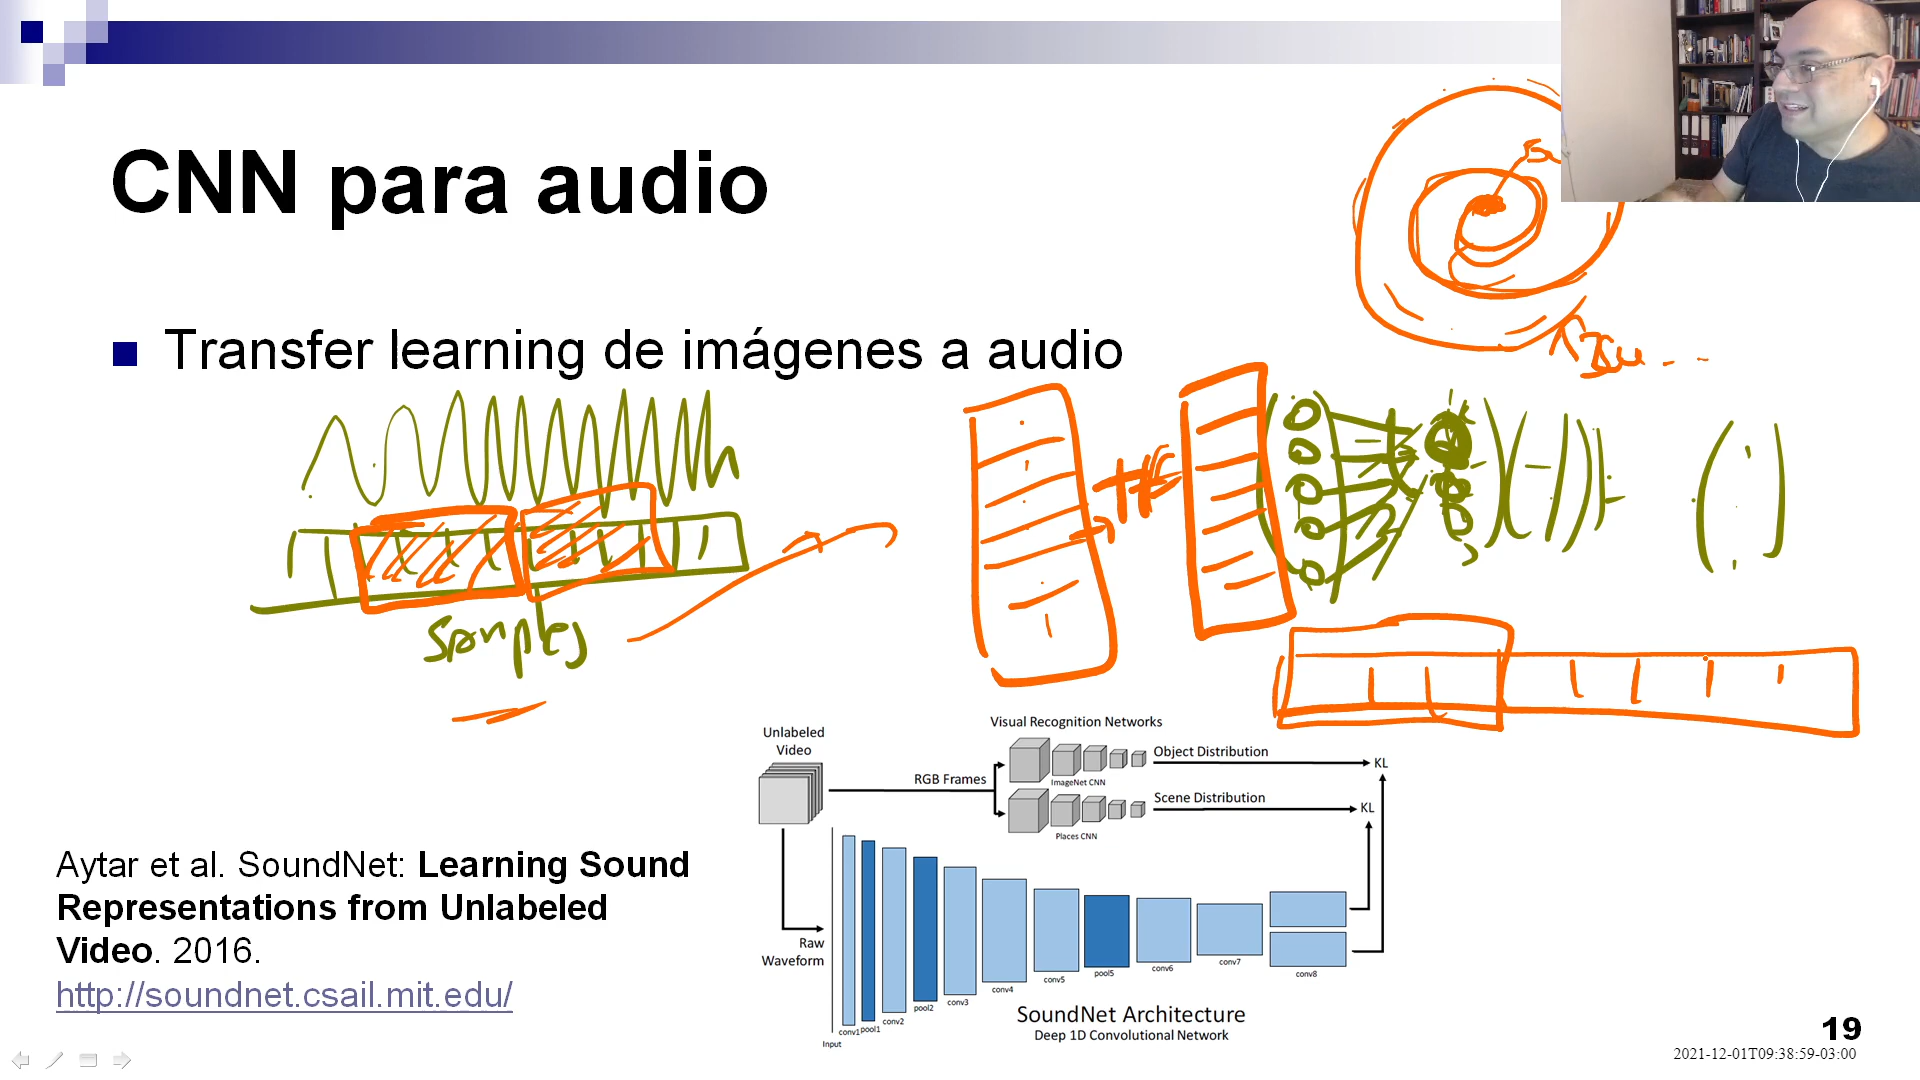 CNN para audio
Transfer learning de imágenes a audio
samples
Unlabeled
Video
Visual Recognition Networks
RGB Frames
ImageNet CNN
Object Distribution
KL
Places CNN
Scene Distribution
KL
Raw
Waveform
Input
conv1
pool1
conv2
pool2
conv3
conv4
conv5
pool5
conv6
conv7
conv8
SoundNet Architecture
Deep 1D Convolutional Network
Aytar et al. SoundNet: Learning Sound
Representations from Unlabeled
Video. 2016.
http://soundnet.csail.mit.edu/
19
2021-12-01T09:38:59-03:00